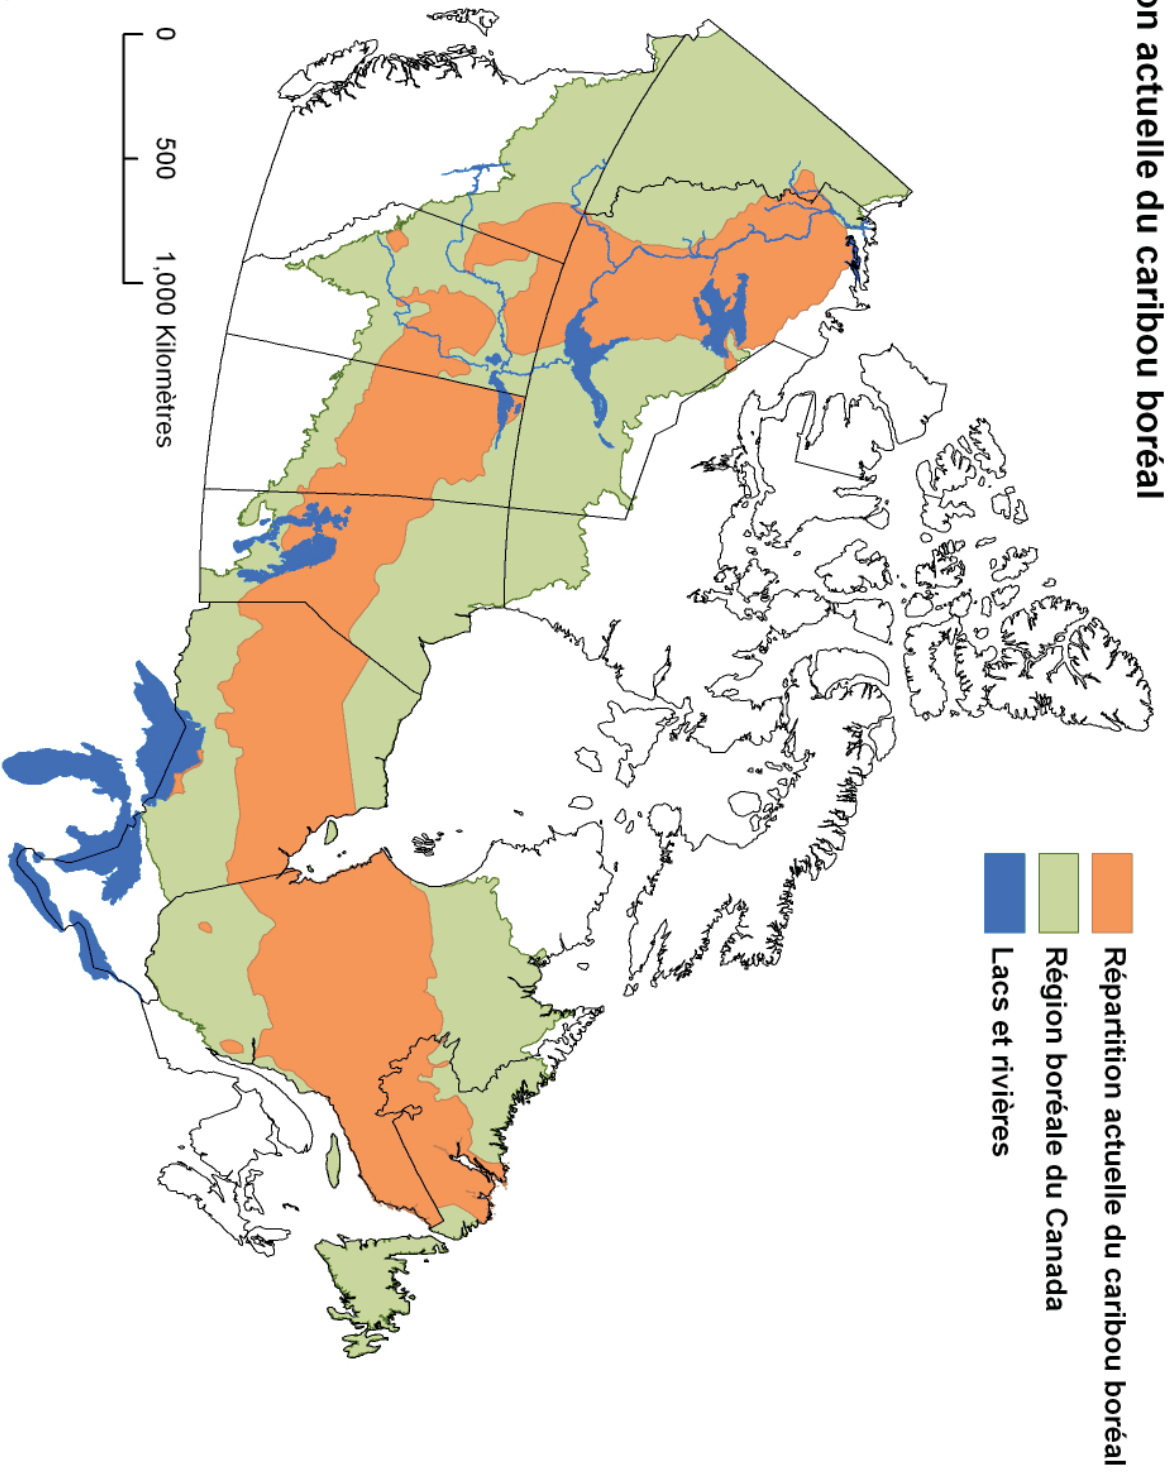 on actuelle du caribou boréal
Répartition actuelle du caribou boréal
Région boréale du Canada
Lacs et rivières
0 500 1,000 Kilomètres